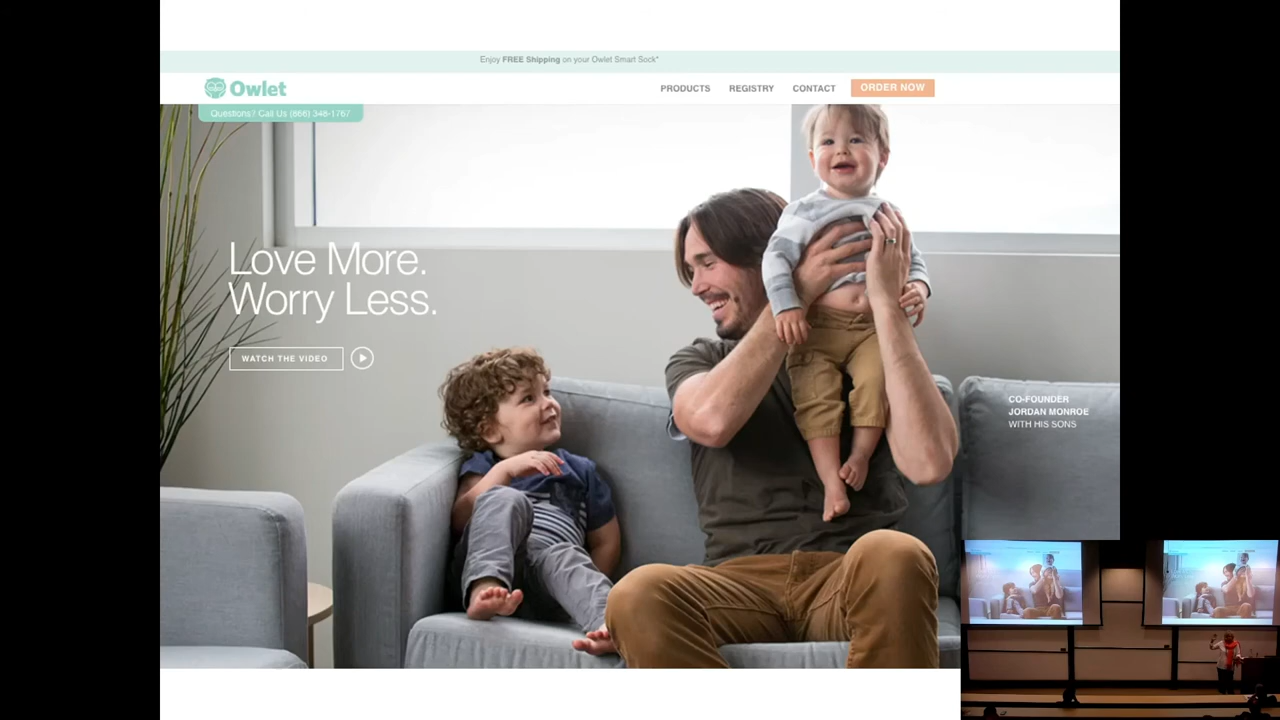 Enjoy FREE Shipping on your Owlet Smart Sock*
Owlet
PRODUCTS REGISTRY CONTACT ORDER NOW
Questions? Call Us (866) 348-1767
Love More.
Worry Less.
WATCH THE VIDEO
CO-FOUNDER
JORDAN MONROE
WITH HIS SONS